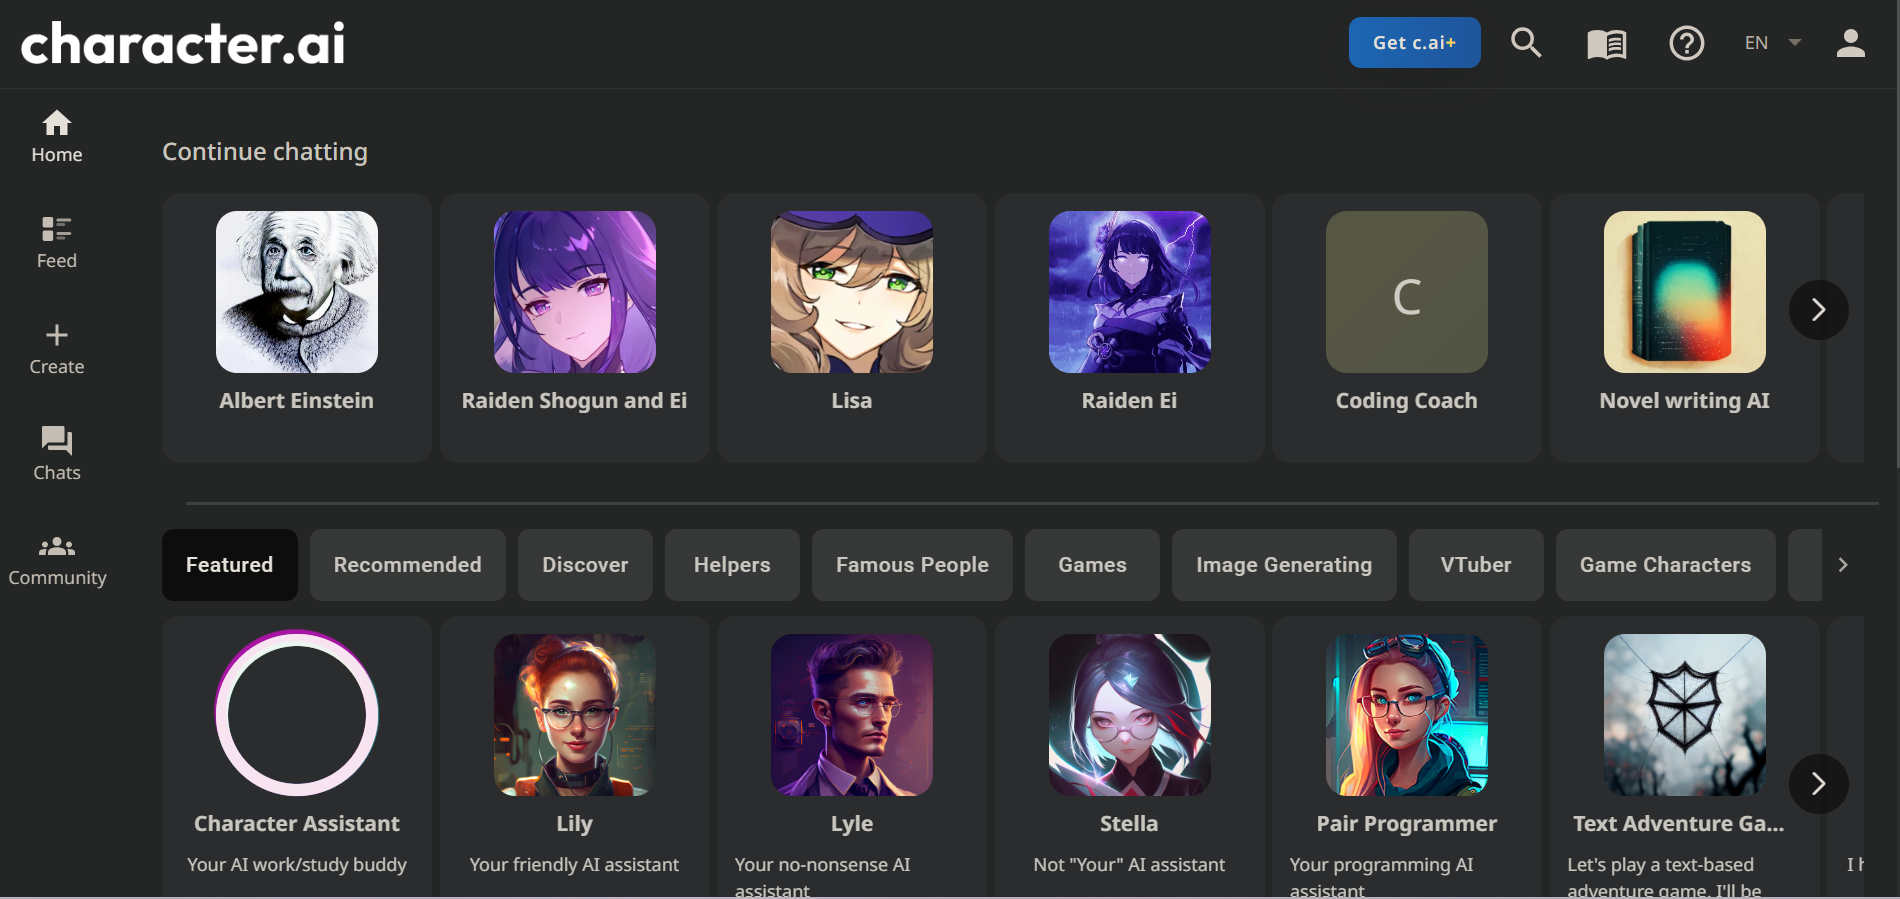 character.ai
Get c.ai+
EN
Home
Feed
Create
Chats
Community
Continue chatting
Albert Einstein
Raiden Shogun and Ei
Lisa
Raiden Ei
C
Coding Coach
Novel writing AI
Featured
Recommended
Discover
Helpers
Famous People
Games
Image Generating
VTuber
Game Characters
Character Assistant
Your AI work/study buddy
Lily
Your friendly AI assistant
Lyle
Your no-nonsense AI
assistant
Stella
Not "Your" AI assistant
Pair Programmer
Your programming AI
assistant
Text Adventure Ga...
Let's play a text-based
adventure game. I'll be
I